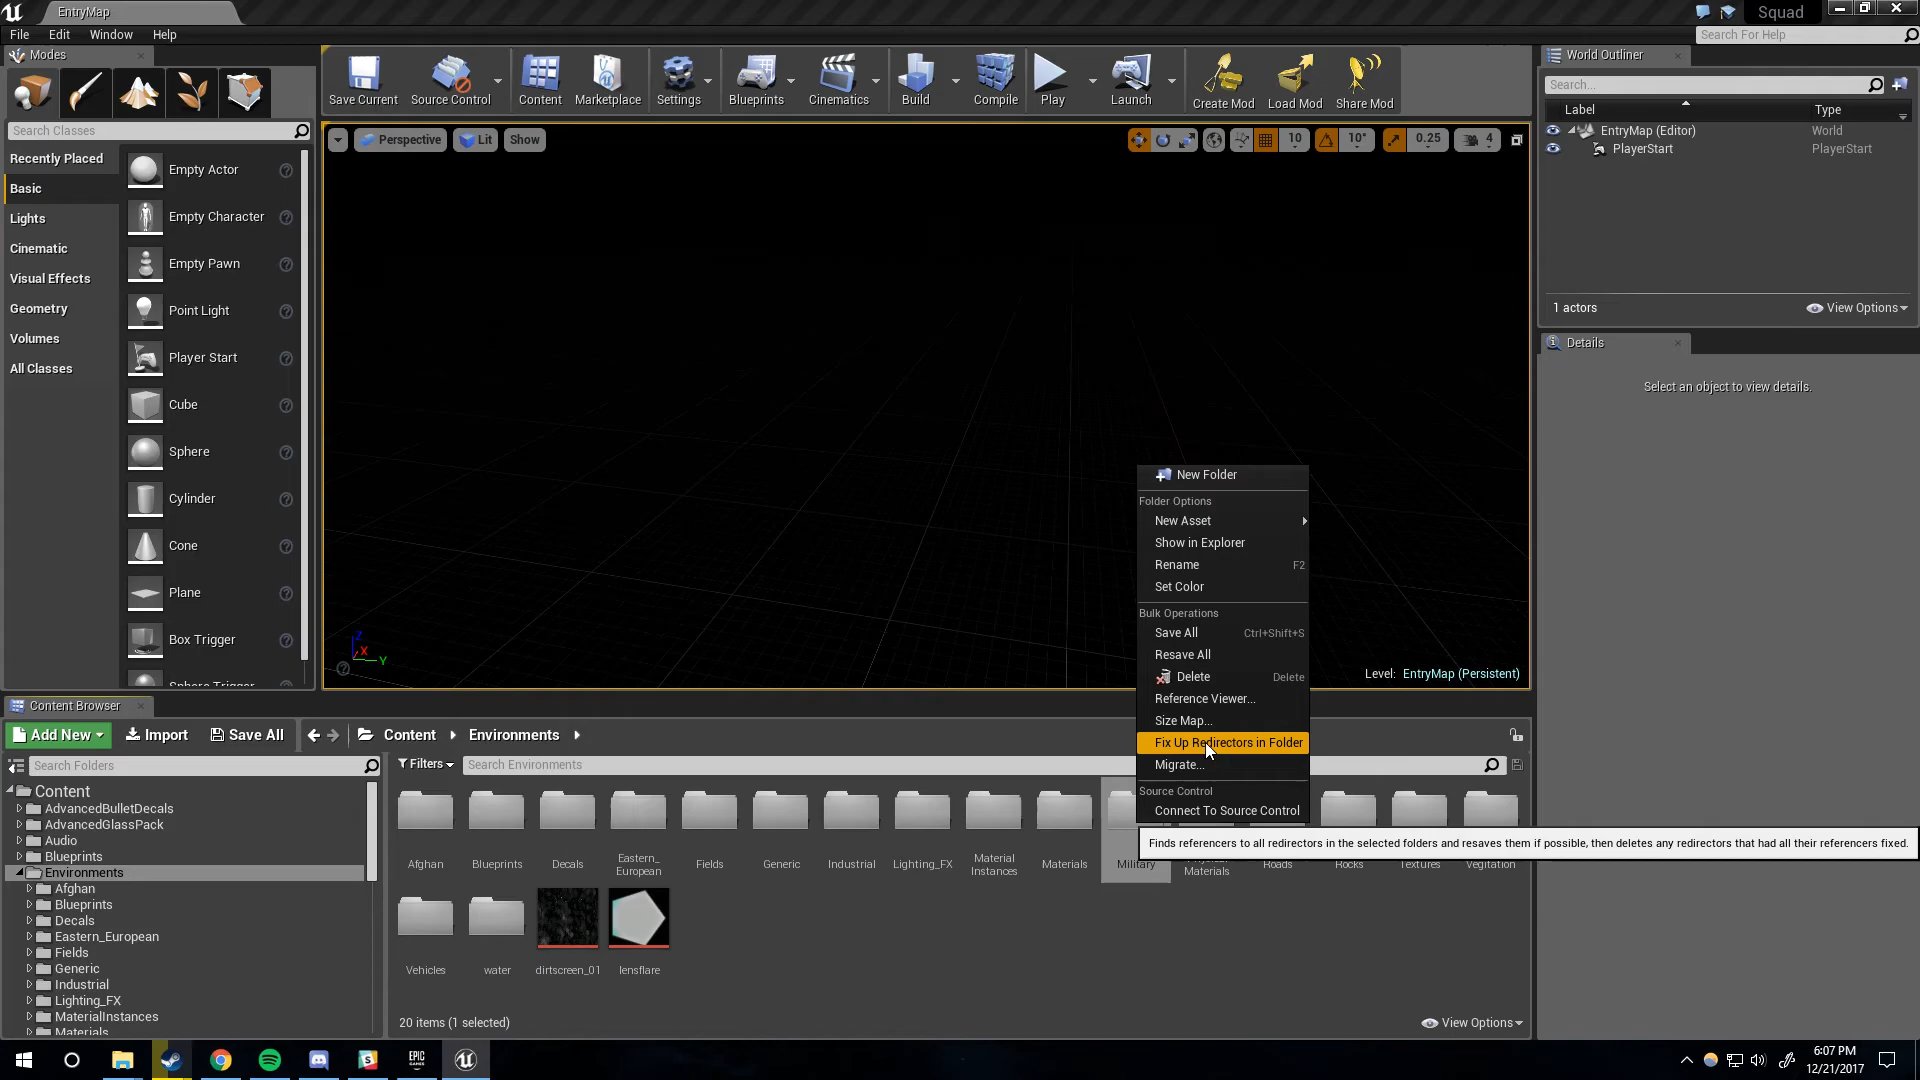 EntryMap
Squad
File Edit Window Help
Search For Help
Modes
Save Current
Source Control
Content
Marketplace
Settings
Blueprints
Cinematics
Build
Compile
Play
Launch
Create Mod
Load Mod
Share Mod
Search Classes
Recently Placed
Basic
Lights
Cinematic
Visual Effects
Geometry
Volumes
All Classes
Empty Actor
Empty Character
Empty Pawn
Point Light
Player Start
Cube
Sphere
Cylinder
Cone
Plane
Box Trigger
Sphere Trigger
Perspective
Lit
Show
10
10°
0.25
4
Z
X
Y
Level: EntryMap (Persistent)
World Outliner
Search...
Label Type
EntryMap (Editor) World
PlayerStart PlayerStart
1 actors
View Options
Details
Select an object to view details.
New Folder
Folder Options
New Asset
Show in Explorer
Rename F2
Set Color
Bulk Operations
Save All Ctrl+Shift+S
Resave All
Delete Delete
Reference Viewer...
Size Map...
Fix Up Redirectors in Folder
Migrate...
Source Control
Connect To Source Control
Finds referencers to all redirectors in the selected folders and resaves them if possible, then deletes any redirectors that had all their referencers fixed.
Content Browser
Add New
Import
Save All
Content
Environments
Search Folders
Filters
Search Environments
Content
AdvancedBulletDecals
AdvancedGlassPack
Audio
Blueprints
Environments
Afghan
Blueprints
Decals
Eastern_European
Fields
Generic
Industrial
Lighting_FX
MaterialInstances
Materials
Afghan
Blueprints
Decals
Eastern_
European
Fields
Generic
Industrial
Lighting_FX
Material
Instances
Materials
Military
Physical
Materials
Roads
Rocks
Textures
Vegitation
Vehicles
water
dirtscreen_01
lensflare
20 items (1 selected)
View Options
EPIC
GAMES
6:07 PM
12/21/2017